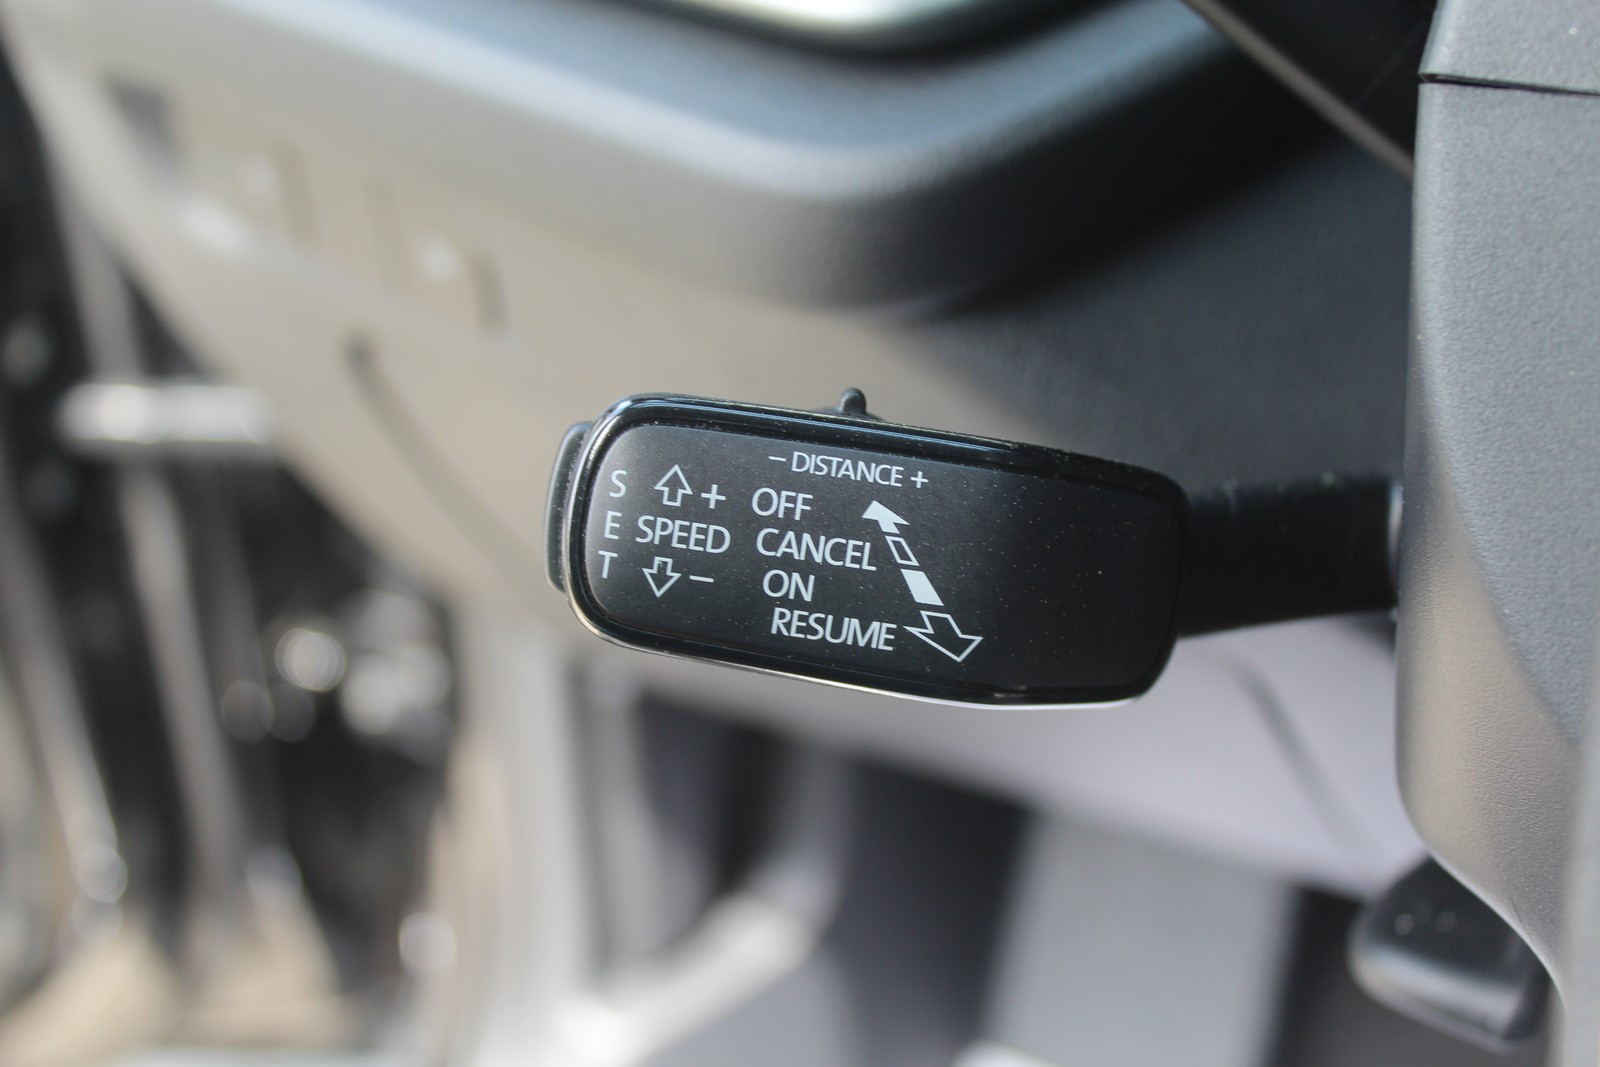 – DISTANCE +
S + OFF
E SPEED CANCEL
T – ON
RESUME